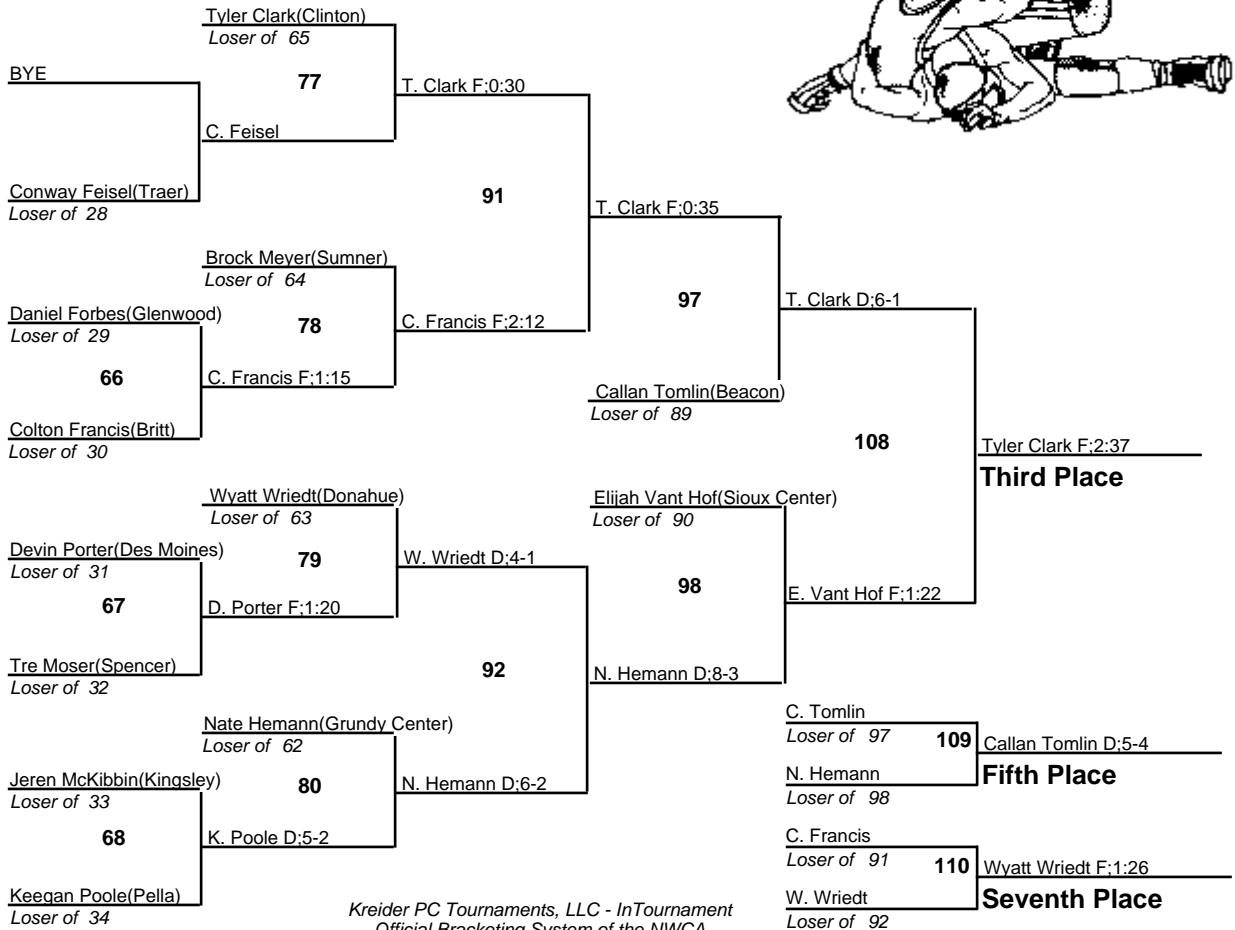 Tyler Clark(Clinton)
Loser of 65
BYE
77
T. Clark F;0:30
C. Feisel
Conway Feisel(Traer)
Loser of 28
91
T. Clark F;0:35
Brock Meyer(Sumner)
Loser of 64
97
T. Clark D;6-1
Daniel Forbes(Glenwood)
Loser of 29
78
C. Francis F;2:12
66
C. Francis F;1:15
Callan Tomlin(Beacon)
Loser of 89
Colton Francis(Britt)
Loser of 30
108
Tyler Clark F;2:37
Third Place
Wyatt Wriedt(Donahue)
Loser of 63
Elijah Vant Hof(Sioux Center)
Loser of 90
Devin Porter(Des Moines)
Loser of 31
79
W. Wriedt D;4-1
98
E. Vant Hof F;1:22
67
D. Porter F;1:20
Tre Moser(Spencer)
Loser of 32
92
N. Hemann D;8-3
Nate Hemann(Grundy Center)
Loser of 62
C. Tomlin
Loser of 97
109
Callan Tomlin D;5-4
Fifth Place
Jeren McKibbin(Kingsley)
Loser of 33
80
N. Hemann D;6-2
N. Hemann
Loser of 98
68
K. Poole D;5-2
C. Francis
Loser of 91
110
Wyatt Wriedt F;1:26
Seventh Place
Keegan Poole(Pella)
Loser of 34
W. Wriedt
Loser of 92
Kreider PC Tournaments, LLC - InTournament
Official Bracketing System of the NWCA